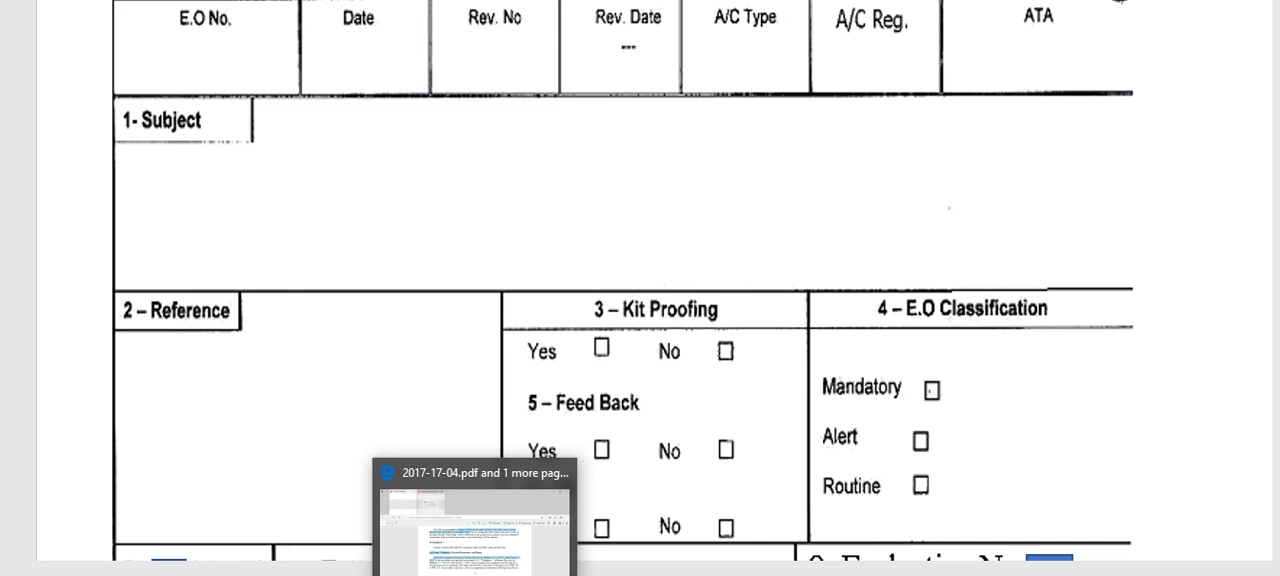 E.O No. Date Rev. No Rev. Date A/C Type A/C Reg. ATA
---
1- Subject
2 – Reference 3 – Kit Proofing 4 – E.O Classification
Yes No
Mandatory
5 – Feed Back
Alert
Yes No
2017-17-04.pdf and 1 more pag...
Routine
No